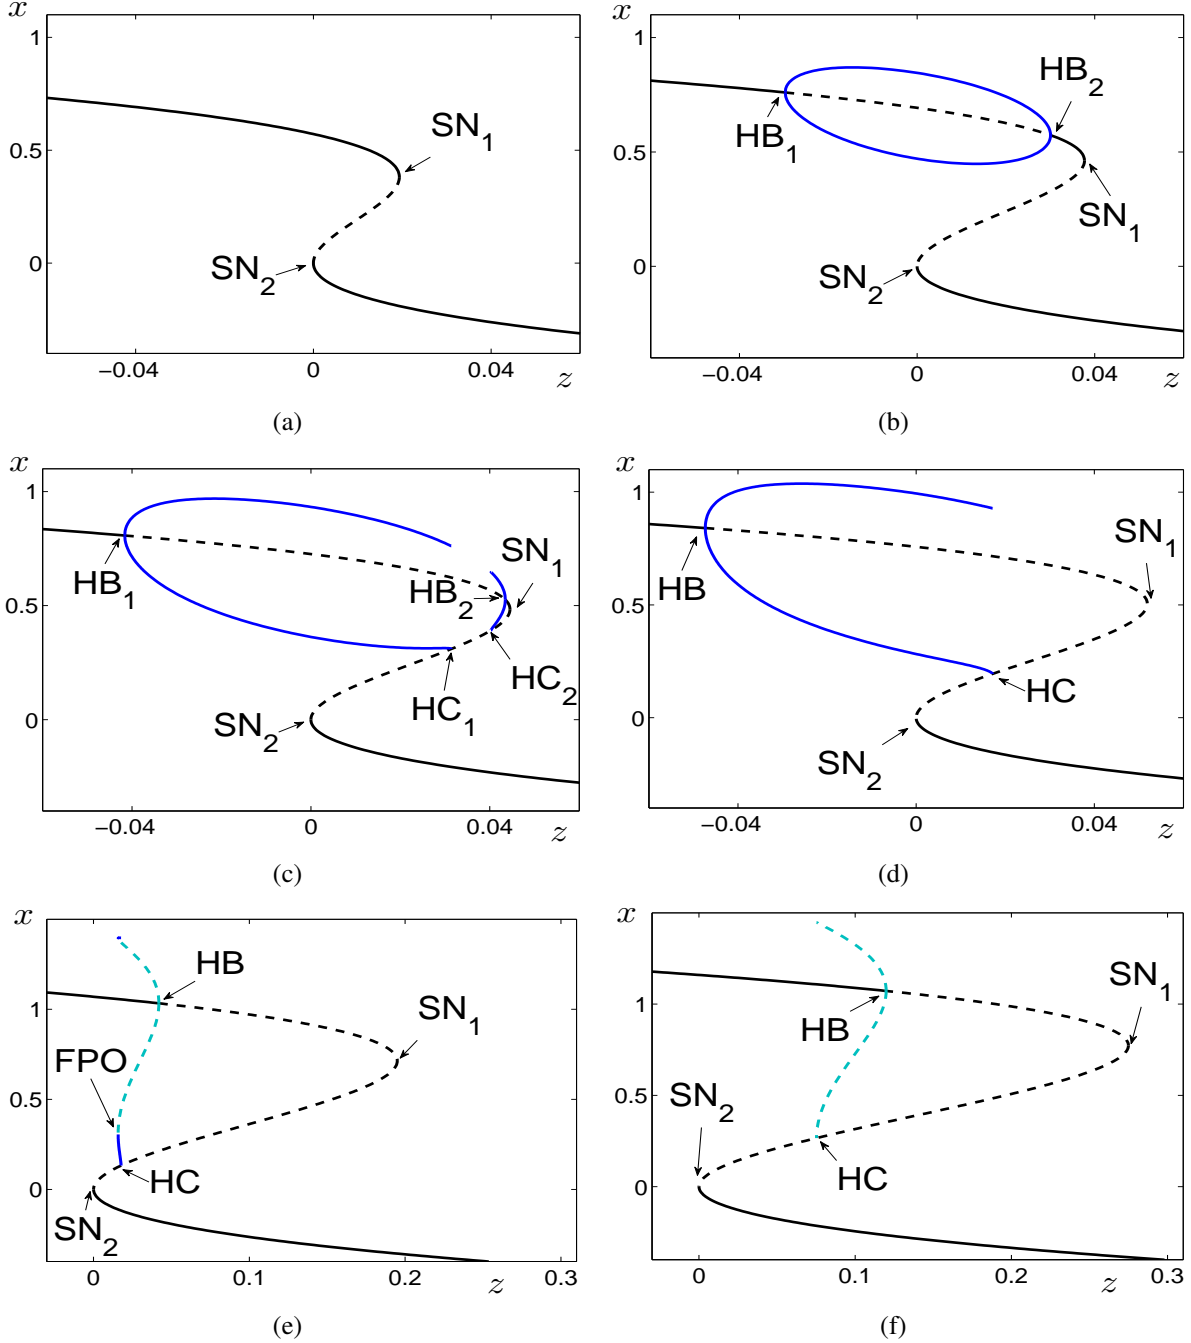 x
1
0.5
0
SN1
SN2
−0.04
0
0.04
z
(a)
x
1
0.5
0
HB1
HB2
SN1
SN2
−0.04
0
0.04
z
(b)
x
1
0.5
0
HB1
HB2
SN1
HC2
HC1
SN2
−0.04
0
0.04
z
(c)
x
1
0.5
0
HB
SN1
HC
SN2
−0.04
0
0.04
z
(d)
x
1
0.5
0
HB
SN1
FPO
HC
SN2
0
0.1
0.2
0.3
z
(e)
x
1
0.5
0
SN1
HB
SN2
HC
0
0.1
0.2
0.3
z
(f)